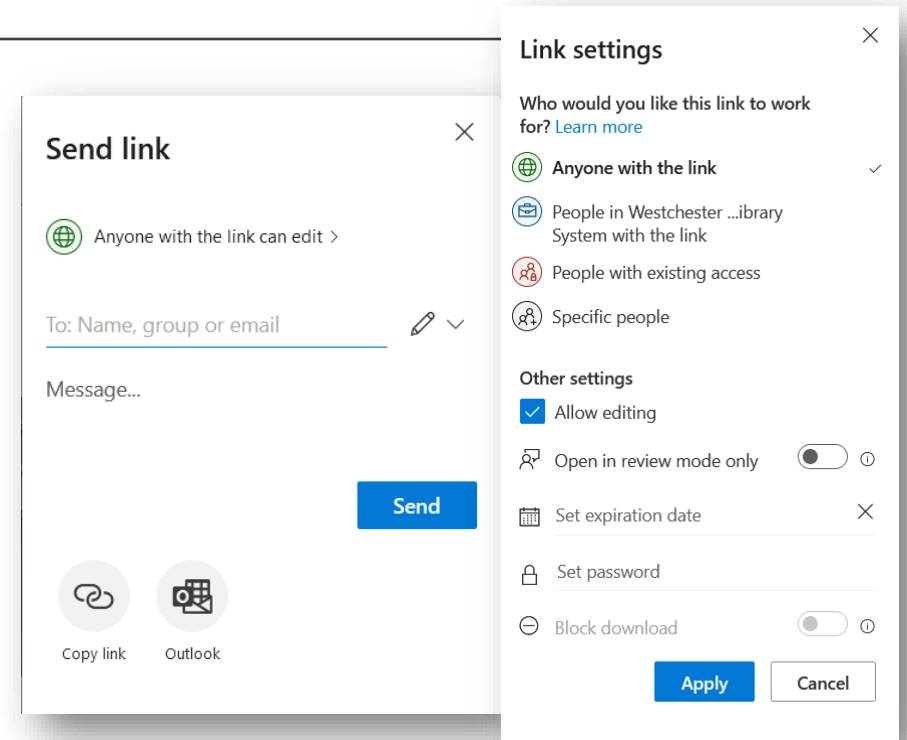 Send link
Anyone with the link can edit >
To: Name, group or email
Message...
Send
Copy link
Outlook
Link settings
Who would you like this link to work
for? Learn more
Anyone with the link
People in Westchester ...ibrary
System with the link
People with existing access
Specific people
Other settings
Allow editing
Open in review mode only
Set expiration date
Set password
Block download
Apply
Cancel